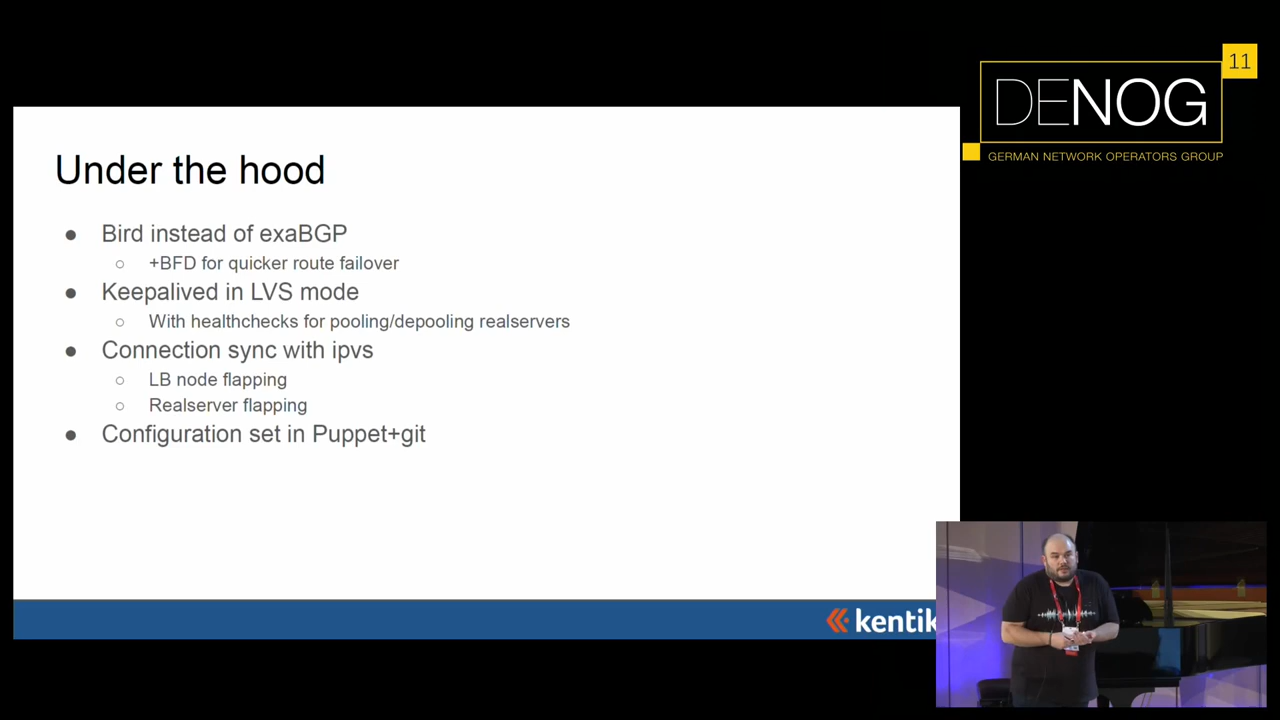 11
DENOG
GERMAN NETWORK OPERATORS GROUP
Under the hood
● Bird instead of exaBGP
○ +BFD for quicker route failover
● Keepalived in LVS mode
○ With healthchecks for pooling/depooling realservers
● Connection sync with ipvs
○ LB node flapping
○ Realserver flapping
● Configuration set in Puppet+git
kentik